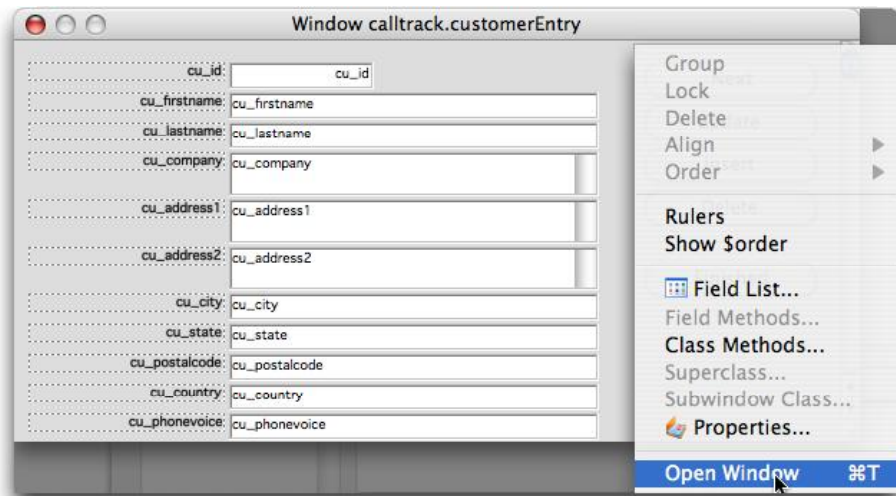 Window calltrack.customerEntry
cu_id: cu_id
cu_firstname: cu_firstname
cu_lastname: cu_lastname
cu_company: cu_company
cu_address1: cu_address1
cu_address2: cu_address2
cu_city: cu_city
cu_state: cu_state
cu_postalcode: cu_postalcode
cu_country: cu_country
cu_phonevoice: cu_phonevoice
Group
Lock
Delete
Align
Order
Rulers
Show $order
Field List...
Field Methods...
Class Methods...
Superclass...
Subwindow Class...
Properties...
Open Window ⌘T